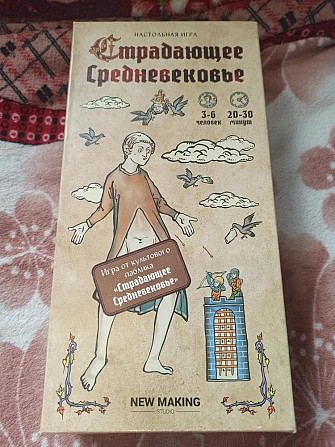 НАСТОЛЬНАЯ ИГРА
Страдающее
Средневековье
3-6
человек
20-30
минут
Игра от культового
паблика
«Страдающее
Средневековье»
NEW MAKING
STUDIO